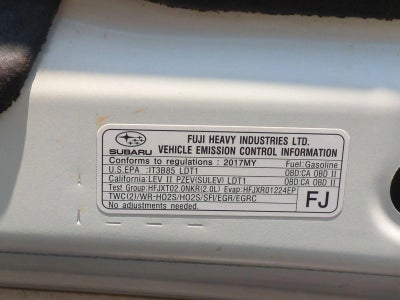 FUJI HEAVY INDUSTRIES LTD.
SUBARU VEHICLE EMISSION CONTROL INFORMATION
Conforms to regulations : 2017MY Fuel:Gasoline
U.S.EPA :IT3B85 LDT1 OBD:CA OBD II
California:LEV II PZEV(SULEV) LDT1 OBD:CA OBD II
Test Group:HFJXT02.0NKR(2.0L) Evap:HFJXR01224EP
TWC(2)/WR-HO2S/HO2S/SFI/EGR/EGRC
No adjustments needed.
FJ